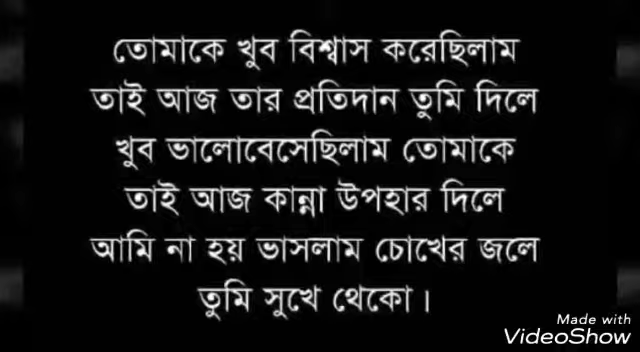 তোমাকে খুব বিশ্বাস করেছিলাম
তাই আজ তার প্রতিদান তুমি দিলে
খুব ভালোবেসেছিলাম তোমাকে
তাই আজ কান্না উপহার দিলে
আমি না হয় ভাসলাম চোখের জলে
তুমি সুখে থেকো।
Made with
VideoShow